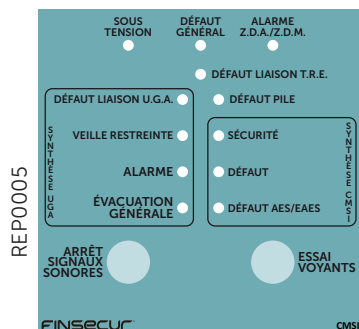 SOUS
TENSION
DÉFAUT
GÉNÉRAL
ALARME
Z.D.A./Z.D.M.
DÉFAUT LIAISON T.R.E.
DÉFAUT LIAISON U.G.A.
DÉFAUT PILE
VEILLE RESTREINTE
SÉCURITÉ
ALARME
DÉFAUT
ÉVACUATION
GÉNÉRALE
DÉFAUT AES/EAES
SYNTHÈSE UGA
SYNTHÈSE CMSI
REP0005
ARRÊT
SIGNAUX
SONORES
ESSAI
VOYANTS
FINSECUR